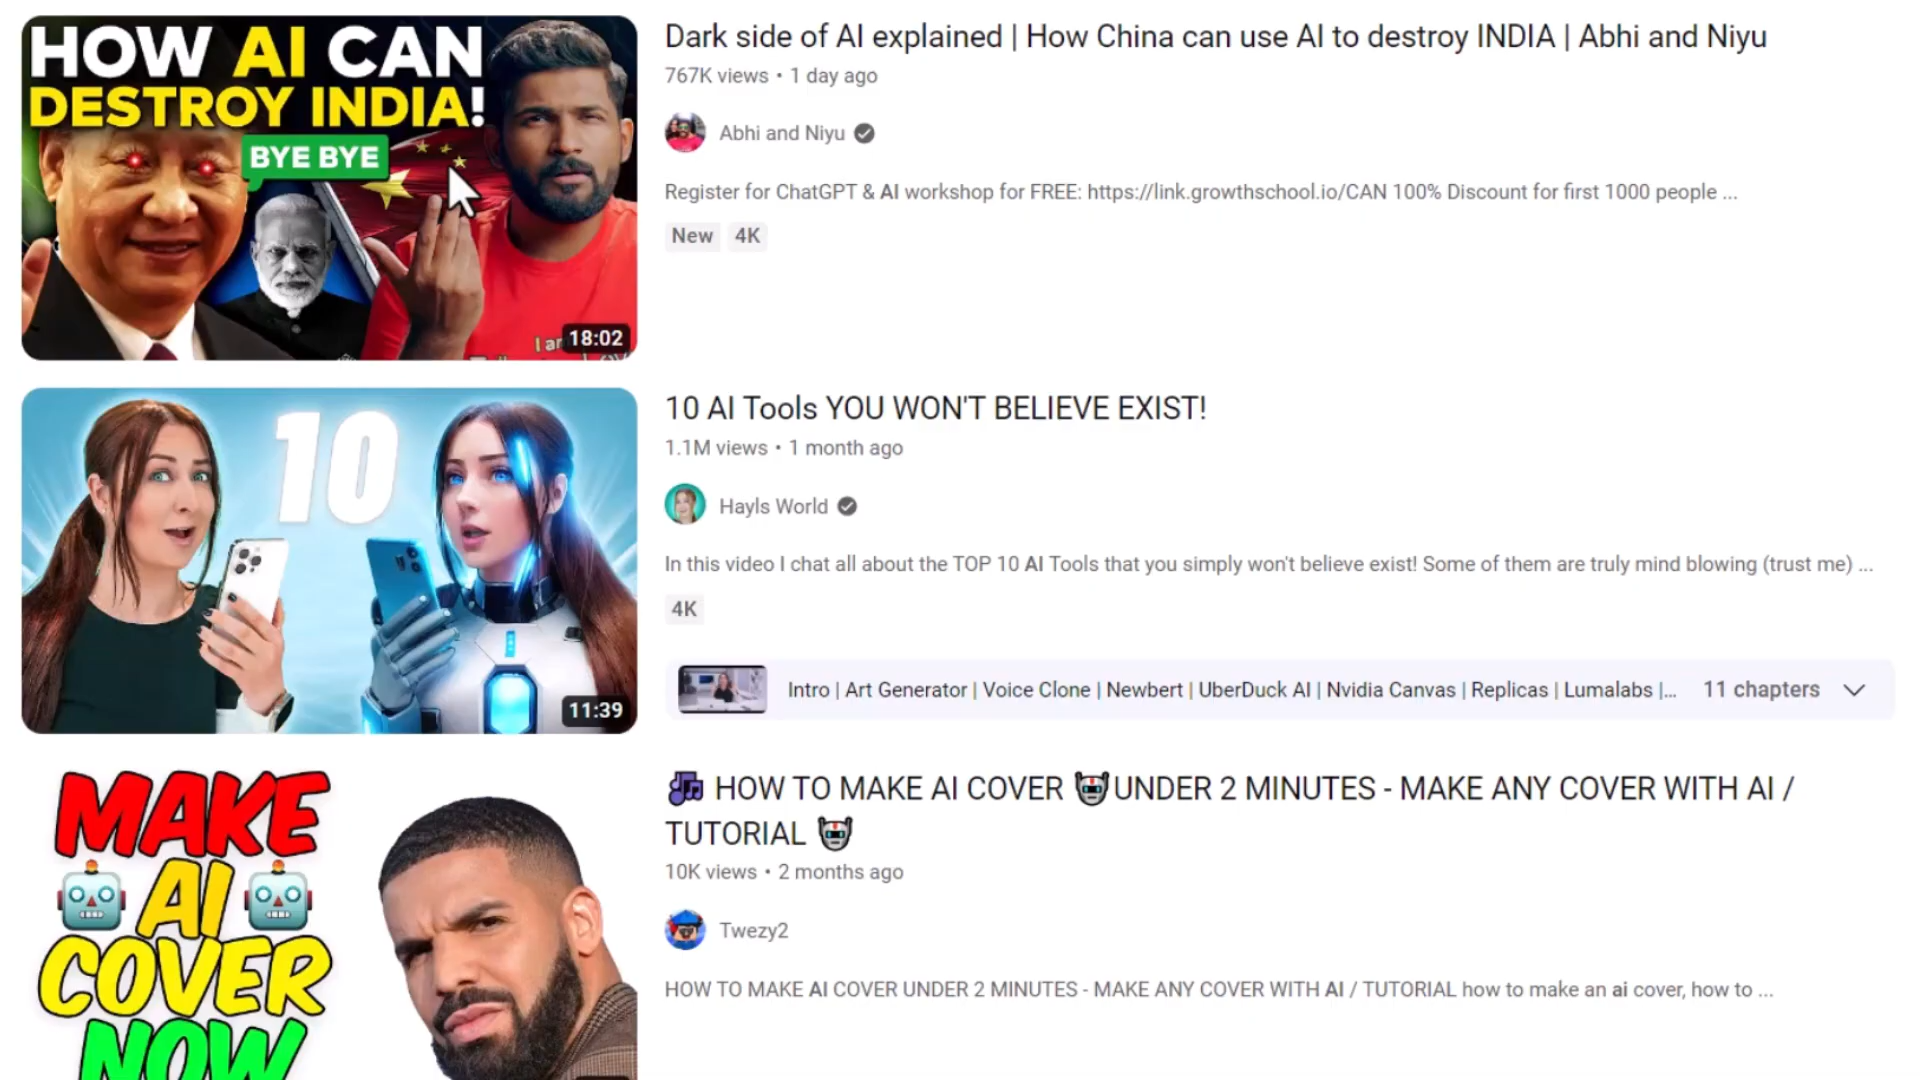 HOW AI CAN
DESTROY INDIA!
BYE BYE
18:02
Dark side of AI explained | How China can use AI to destroy INDIA | Abhi and Niyu
767K views • 1 day ago
Abhi and Niyu
Register for ChatGPT & AI workshop for FREE: https://link.growthschool.io/CAN 100% Discount for first 1000 people ...
New 4K
10
11:39
10 AI Tools YOU WON'T BELIEVE EXIST!
1.1M views • 1 month ago
Hayls World
In this video I chat all about the TOP 10 AI Tools that you simply won't believe exist! Some of them are truly mind blowing (trust me) ...
4K
Intro | Art Generator | Voice Clone | Newbert | UberDuck AI | Nvidia Canvas | Replicas | Lumalabs |... 11 chapters
MAKE
AI
COVER
NOW
HOW TO MAKE AI COVER UNDER 2 MINUTES - MAKE ANY COVER WITH AI /
TUTORIAL
10K views • 2 months ago
Twezy2
HOW TO MAKE AI COVER UNDER 2 MINUTES - MAKE ANY COVER WITH AI / TUTORIAL how to make an ai cover, how to ...